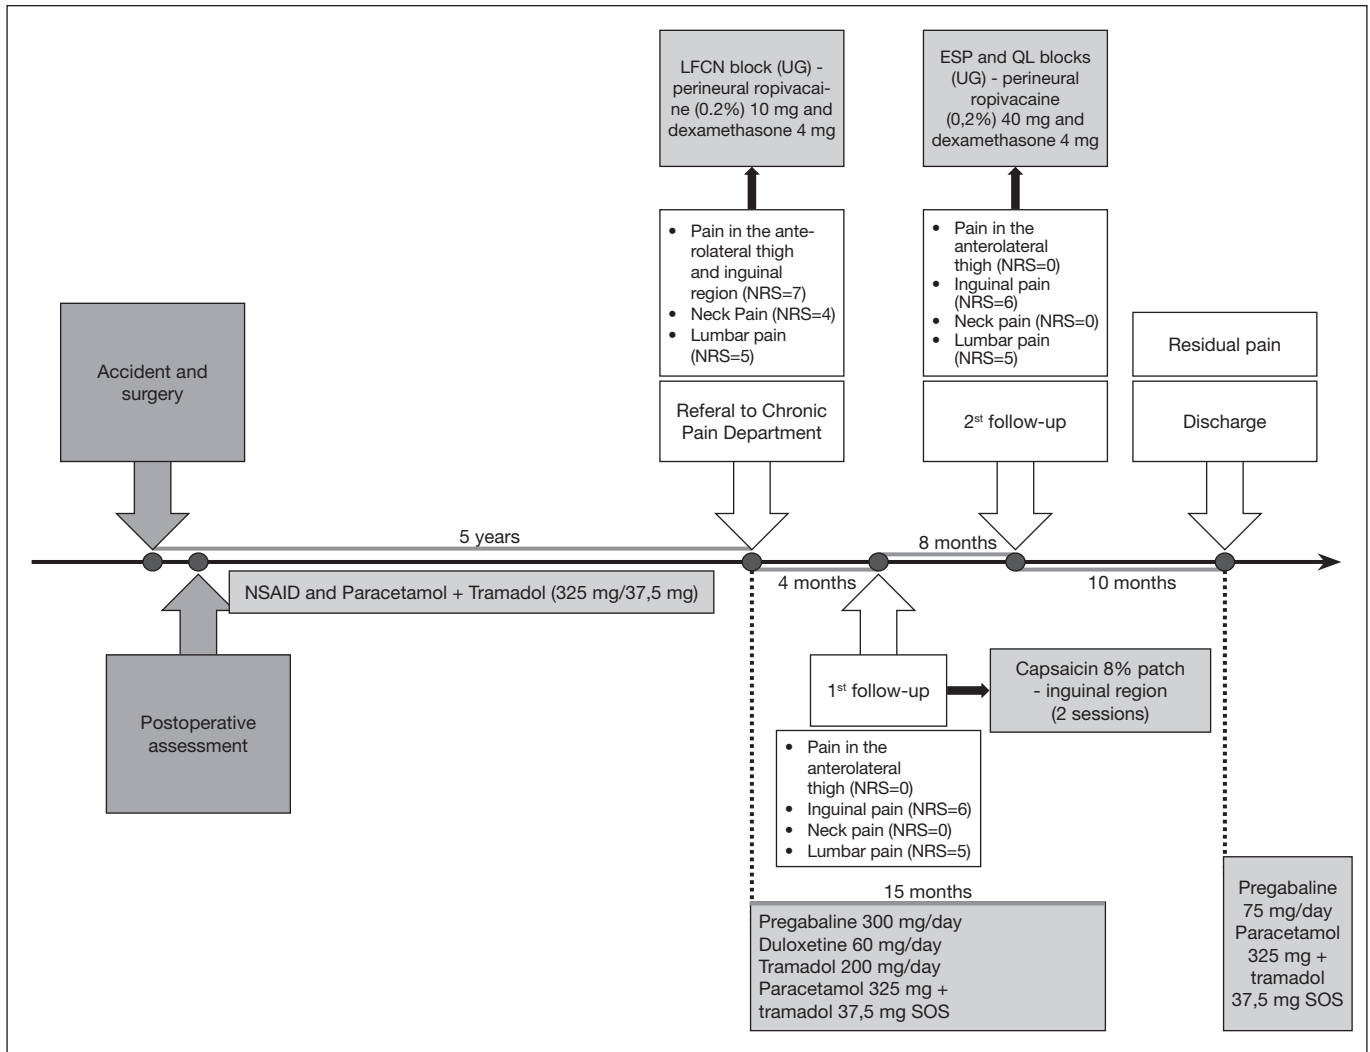 LFCN block (UG) -
perineural ropivacai-
ne (0.2%) 10 mg and
dexamethasone 4 mg
ESP and QL blocks
(UG) - perineural
ropivacaine
(0,2%) 40 mg and
dexamethasone 4 mg
• Pain in the ante-
rolateral thigh
and inguinal
region (NRS=7)
• Neck Pain (NRS=4)
• Lumbar pain
(NRS=5)
• Pain in the
anterolateral
thigh (NRS=0)
• Inguinal pain
(NRS=6)
• Neck pain (NRS=0)
• Lumbar pain
(NRS=5)
Accident and
surgery
Residual pain
Referal to Chronic
Pain Department
2st follow-up
Discharge
5 years
8 months
4 months
10 months
NSAID and Paracetamol + Tramadol (325 mg/37,5 mg)
Postoperative
assessment
1st follow-up
Capsaicin 8% patch
- inguinal region
(2 sessions)
• Pain in the
anterolateral
thigh (NRS=0)
• Inguinal pain (NRS=6)
• Neck pain (NRS=0)
• Lumbar pain (NRS=5)
15 months
Pregabaline 300 mg/day
Duloxetine 60 mg/day
Tramadol 200 mg/day
Paracetamol 325 mg +
tramadol 37,5 mg SOS
Pregabaline
75 mg/day
Paracetamol
325 mg +
tramadol
37,5 mg SOS